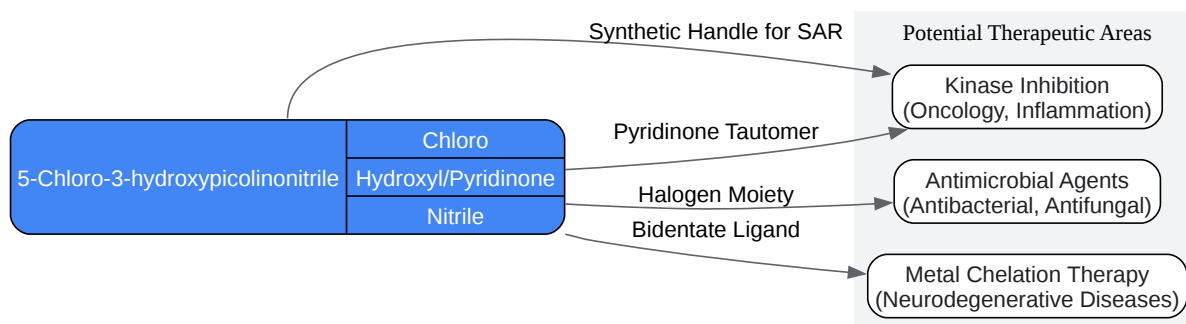 Synthetic Handle for SAR
Potential Therapeutic Areas
Kinase Inhibition
(Oncology, Inflammation)
Pyridinone Tautomer
5-Chloro-3-hydroxypicolinonitrile
Chloro
Hydroxyl/Pyridinone
Nitrile
Halogen Moiety
Antimicrobial Agents
(Antibacterial, Antifungal)
Bidentate Ligand
Metal Chelation Therapy
(Neurodegenerative Diseases)